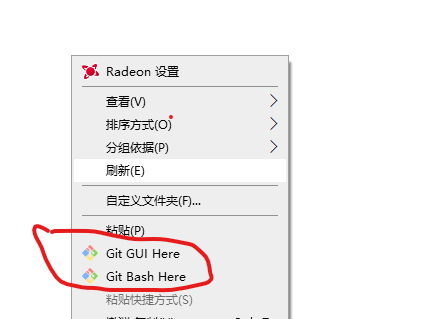 Radeon 设置
查看(V)
排序方式(O)
分组依据(P)
刷新(E)
自定义文件夹(F)...
粘贴(P)
Git GUI Here
Git Bash Here
粘贴快捷方式(S)